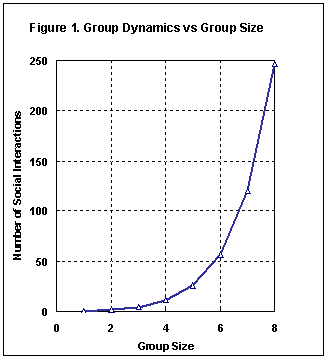 Figure 1. Group Dynamics vs Group Size
250
200
150
100
50
0
Number of Social Interactions
0 2 4 6 8
Group Size